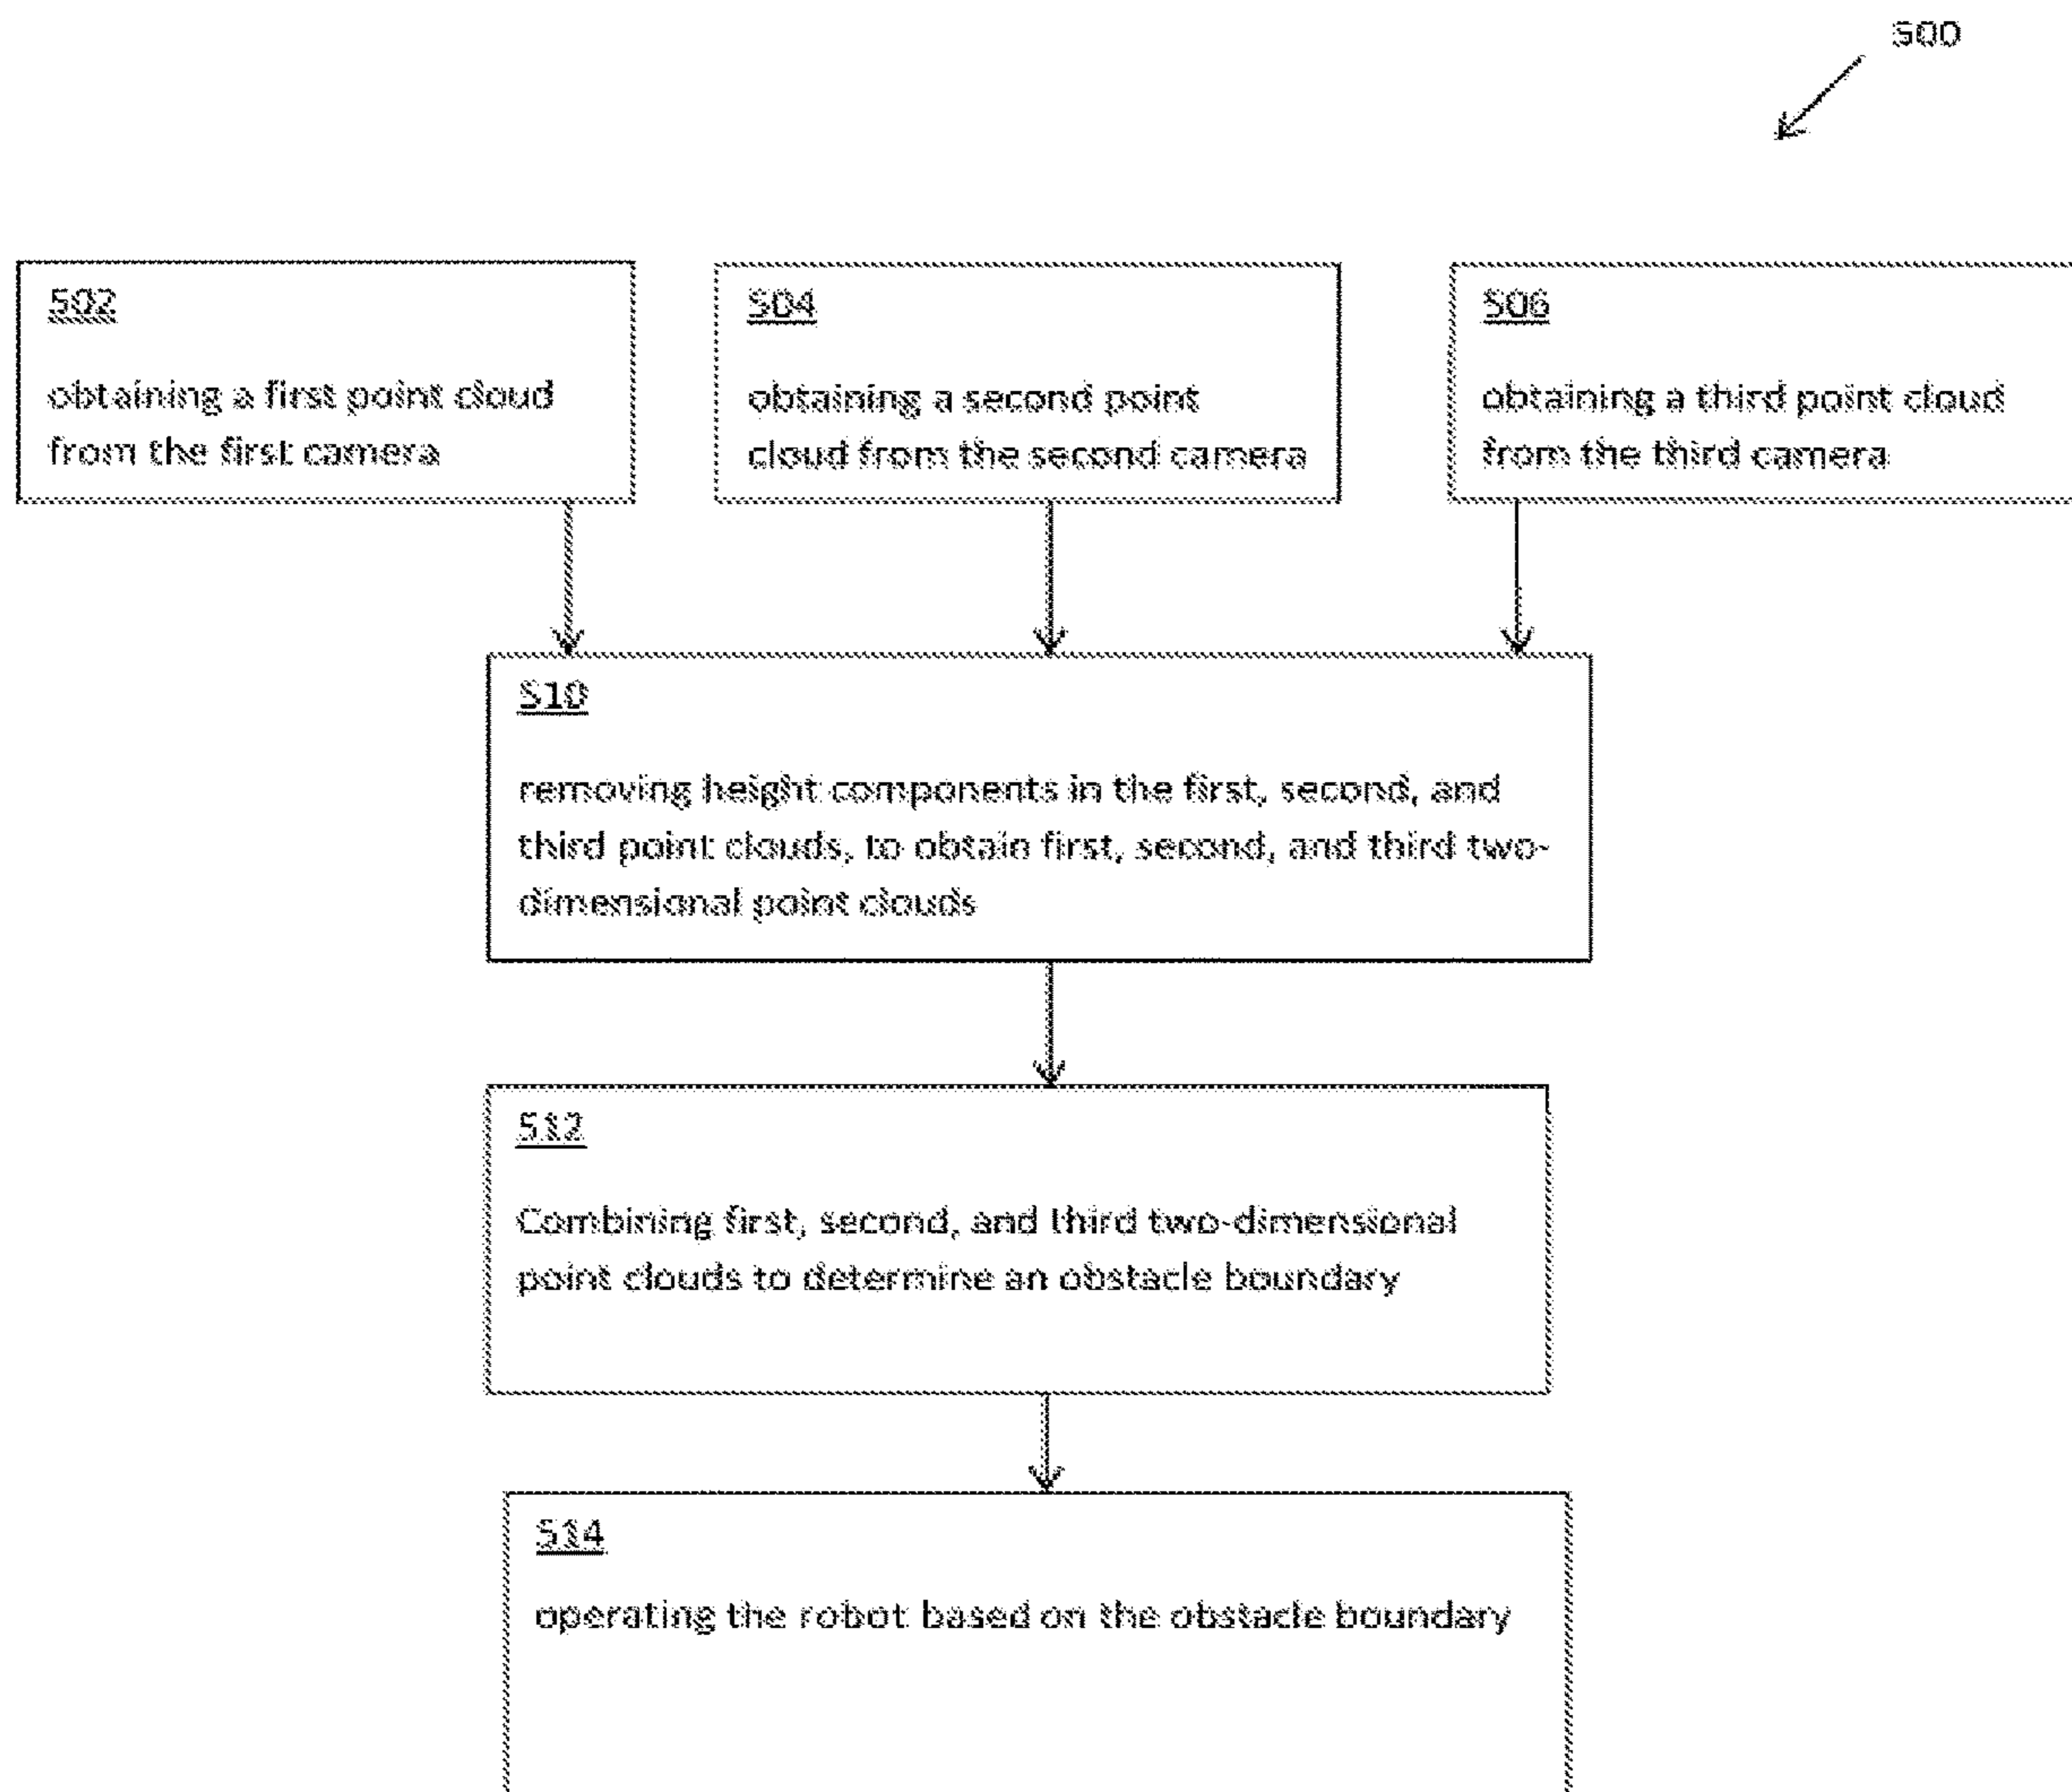 500
502
obtaining a first point cloud
from the first camera
504
obtaining a second point
cloud from the second camera
506
obtaining a third point cloud
from the third camera
510
removing height components in the first, second, and
third point clouds, to obtain first, second, and third two-
dimensional point clouds
512
Combining first, second, and third two-dimensional
point clouds to determine an obstacle boundary
514
operating the robot based on the obstacle boundary